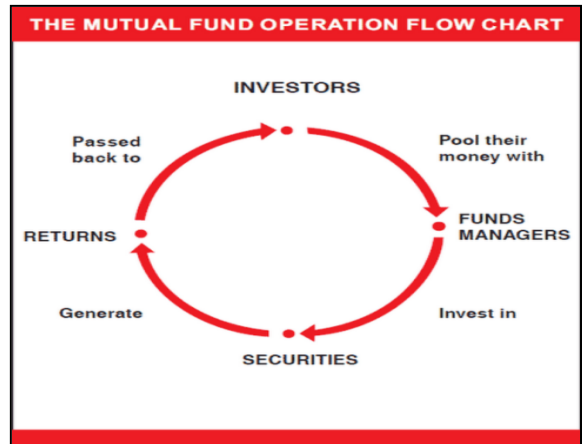 THE MUTUAL FUND OPERATION FLOW CHART
INVESTORS
Passed
back to
Pool their
money with
RETURNS
FUNDS
MANAGERS
Generate
Invest in
SECURITIES